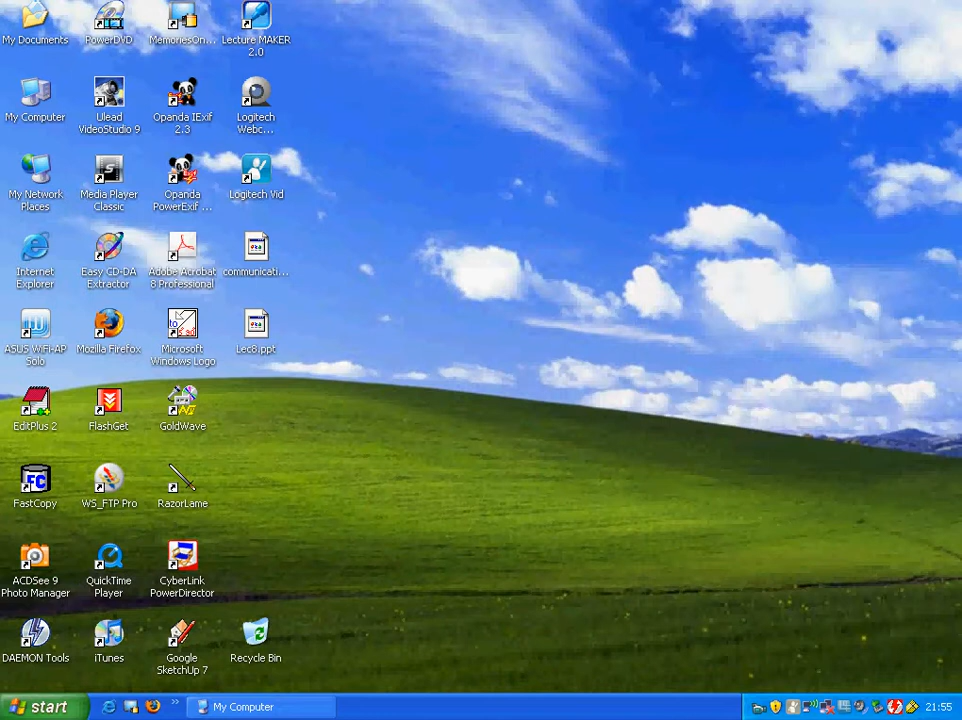 My Documents
PowerDVD
MemoriesOn...
Lecture MAKER
2.0
My Computer
Ulead
VideoStudio 9
Opanda IExif
2.3
Logitech
Webc...
My Network
Places
Media Player
Classic
Opanda
PowerExif ...
Logitech Vid
Internet
Explorer
Easy CD-DA
Extractor
Adobe Acrobat
8 Professional
communicati...
ASUS WiFi-AP
Solo
Mozilla Firefox
Microsoft
Windows Logo
Lec8.ppt
EditPlus 2
FlashGet
GoldWave
FC
FastCopy
WS_FTP Pro
RazorLame
ACDSee 9
Photo Manager
QuickTime
Player
CyberLink
PowerDirector
DAEMON Tools
iTunes
Google
SketchUp 7
Recycle Bin
start
My Computer
21:55